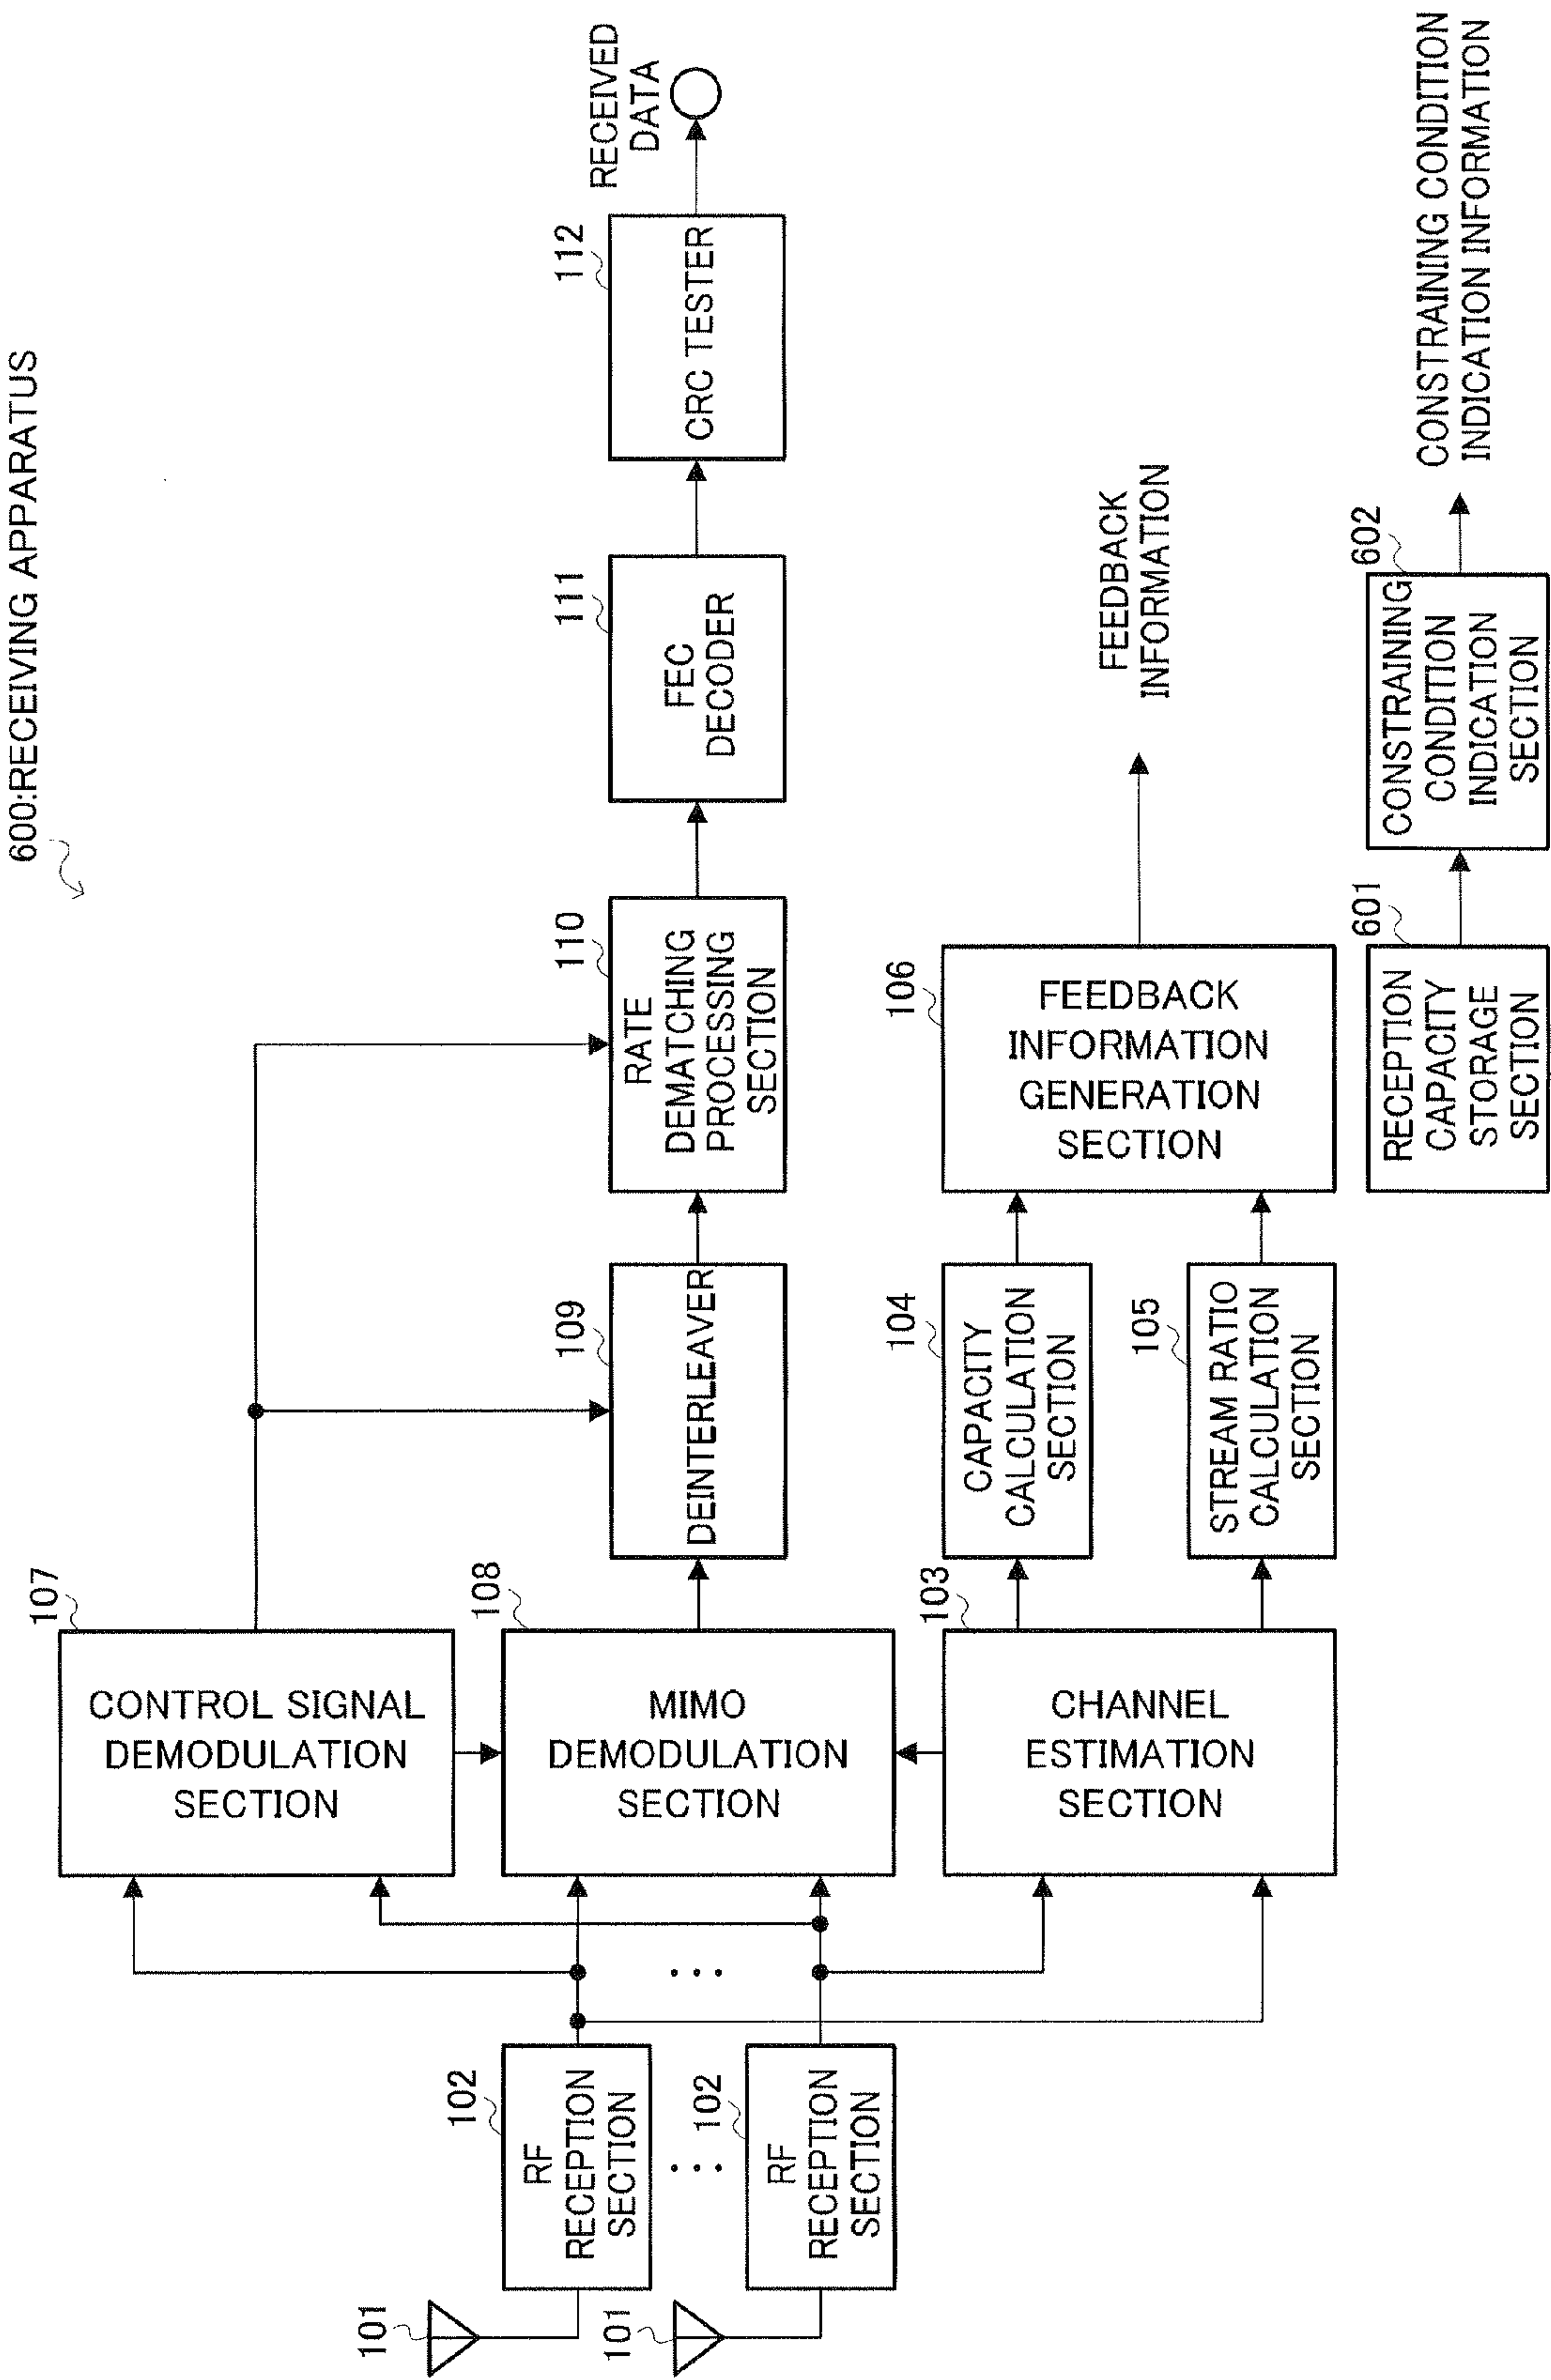 600:RECEIVING APPARATUS
107
CONTROL SIGNAL
DEMODULATION
SECTION
101
102
RF
RECEPTION
SECTION
101
102
RF
RECEPTION
SECTION
108
MIMO
DEMODULATION
SECTION
109
DEINTERLEAVER
110
RATE
DEMATCHING
PROCESSING
SECTION
111
FEC
DECODER
112
CRC TESTER
RECEIVED
DATA
103
CHANNEL
ESTIMATION
SECTION
104
CAPACITY
CALCULATION
SECTION
105
STREAM RATIO
CALCULATION
SECTION
106
FEEDBACK
INFORMATION
GENERATION
SECTION
FEEDBACK
INFORMATION
601
RECEPTION
CAPACITY
STORAGE
SECTION
602
CONSTRAINING
CONDITION
INDICATION
SECTION
CONSTRAINING CONDITION
INDICATION INFORMATION